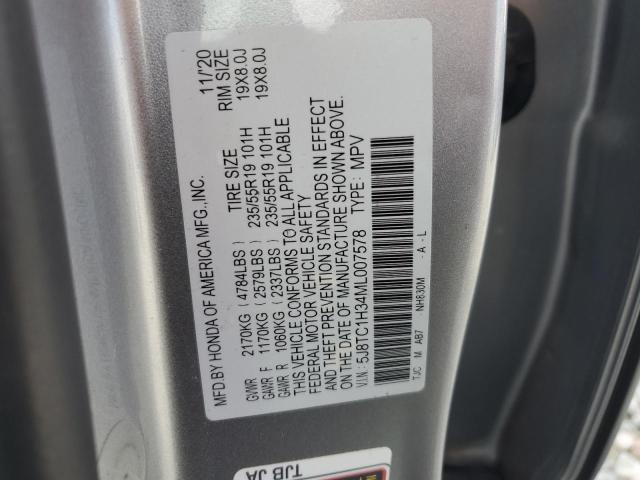 MFD.BY HONDA OF AMERICA MFG.,INC. 11/20
TIRE SIZE RIM SIZE
GVWR 2170KG (4784LBS)
GAWR F 1170KG (2579LBS) 235/55R19 101H 19X8.0J
GAWR R 1060KG (2337LBS) 235/55R19 101H 19X8.0J
THIS VEHICLE CONFORMS TO ALL APPLICABLE
FEDERAL MOTOR VEHICLE SAFETY
AND THEFT PREVENTION STANDARDS IN EFFECT
ON THE DATE OF MANUFACTURE SHOWN ABOVE.
V.I.N.: 5J8TC1H34ML007578 TYPE: MPV
TJC M AB7 NH830M - A - L
TJB JA